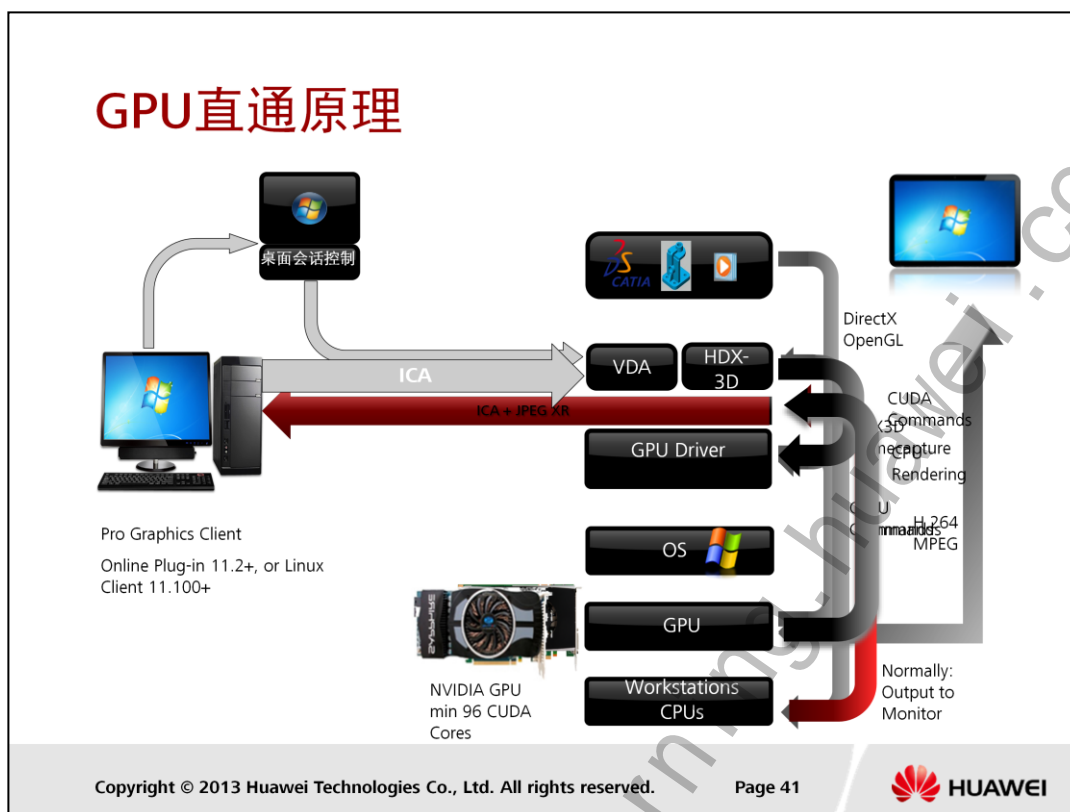 GPU直通原理
桌面会话控制
CATIA
DirectX
OpenGL
VDA
HDX-
3D
ICA
ICA + JPEG XR
CUDA
Commands
GPU Driver
Rendering
H.264
MPEG
OS
GPU
Pro Graphics Client
Online Plug-in 11.2+, or Linux
Client 11.100+
NVIDIA GPU
min 96 CUDA
Cores
Workstations
CPUs
Normally:
Output to
Monitor
Copyright © 2013 Huawei Technologies Co., Ltd. All rights reserved.
Page 41
HUAWEI